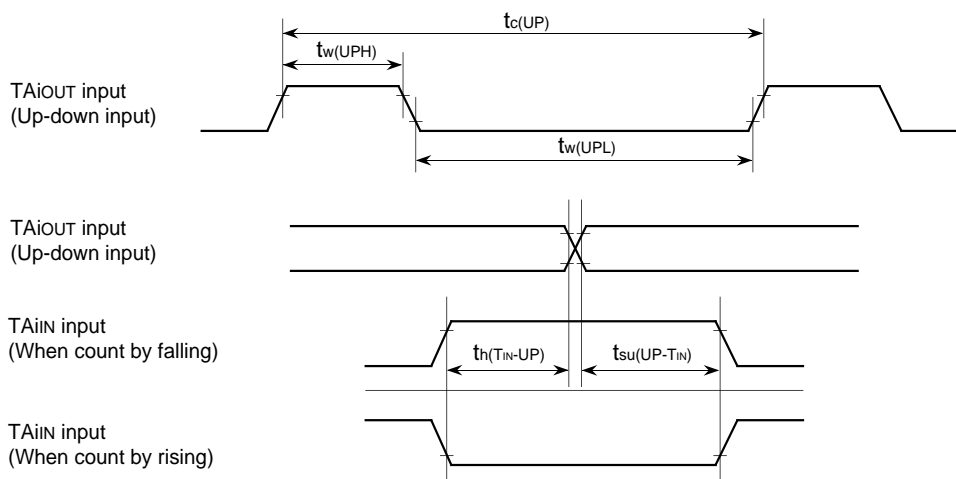 tc(UP)
tw(UPH)
TAiOUT input
(Up-down input)
tw(UPL)
TAiOUT input
(Up-down input)
TAiIN input
(When count by falling)
th(TIN-UP)
tsu(UP-TIN)
TAiIN input
(When count by rising)